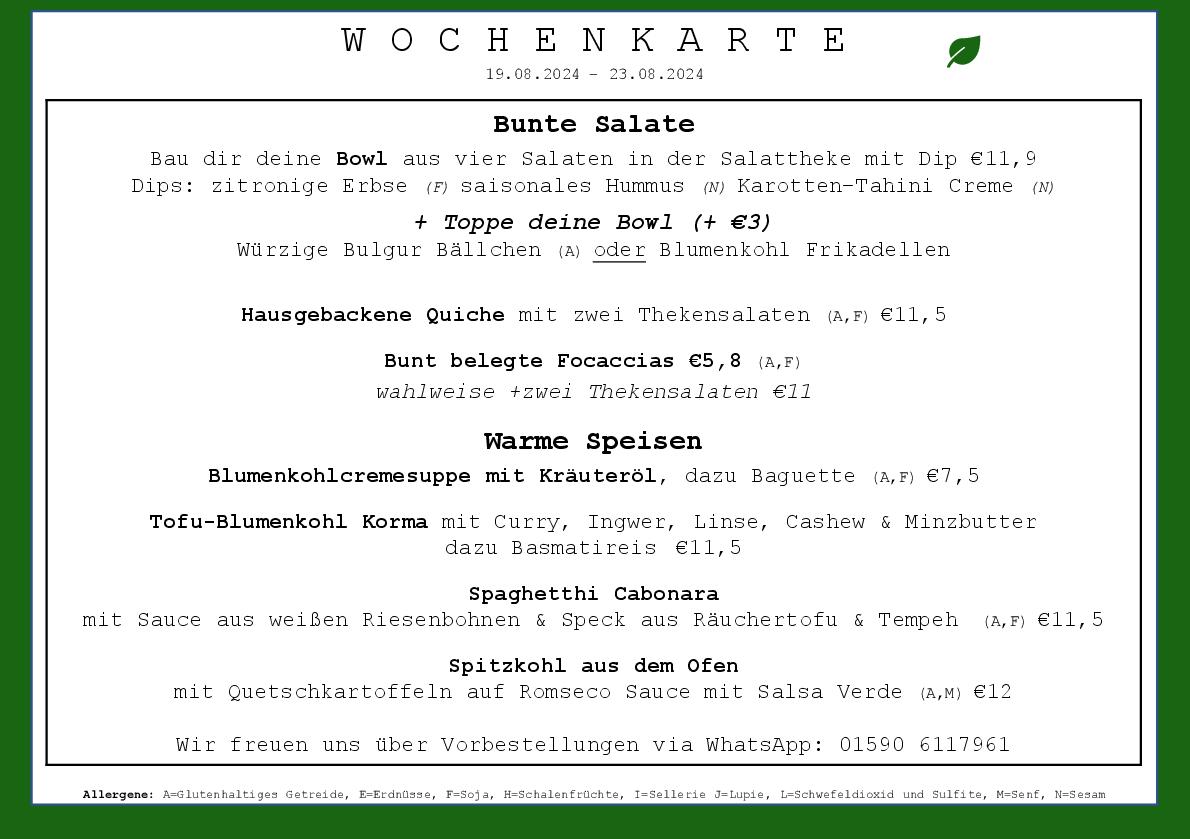 WOCHENKARTE
19.08.2024 – 23.08.2024
Bunte Salate
Bau dir deine Bowl aus vier Salaten in der Salattheke mit Dip €11,9
Dips: zitronige Erbse (F) saisonales Hummus (N) Karotten-Tahini Creme (N)
+ Toppe deine Bowl (+ €3)
Würzige Bulgur Bällchen (A) oder Blumenkohl Frikadellen
Hausgebackene Quiche mit zwei Thekensalaten (A,F) €11,5
Bunt belegte Focaccias €5,8 (A,F)
wahlweise +zwei Thekensalaten €11
Warme Speisen
Blumenkohlcremesuppe mit Kräuteröl, dazu Baguette (A,F) €7,5
Tofu-Blumenkohl Korma mit Curry, Ingwer, Linse, Cashew & Minzbutter
dazu Basmatireis €11,5
Spaghetthi Cabonara
mit Sauce aus weißen Riesenbohnen & Speck aus Räuchertofu & Tempeh (A,F) €11,5
Spitzkohl aus dem Ofen
mit Quetschkartoffeln auf Romseco Sauce mit Salsa Verde (A,M) €12
Wir freuen uns über Vorbestellungen via WhatsApp: 01590 6117961
Allergene: A=Glutenhaltiges Getreide, E=Erdnüsse, F=Soja, H=Schalenfrüchte, I=Sellerie J=Lupie, L=Schwefeldioxid und Sulfite, M=Senf, N=Sesam